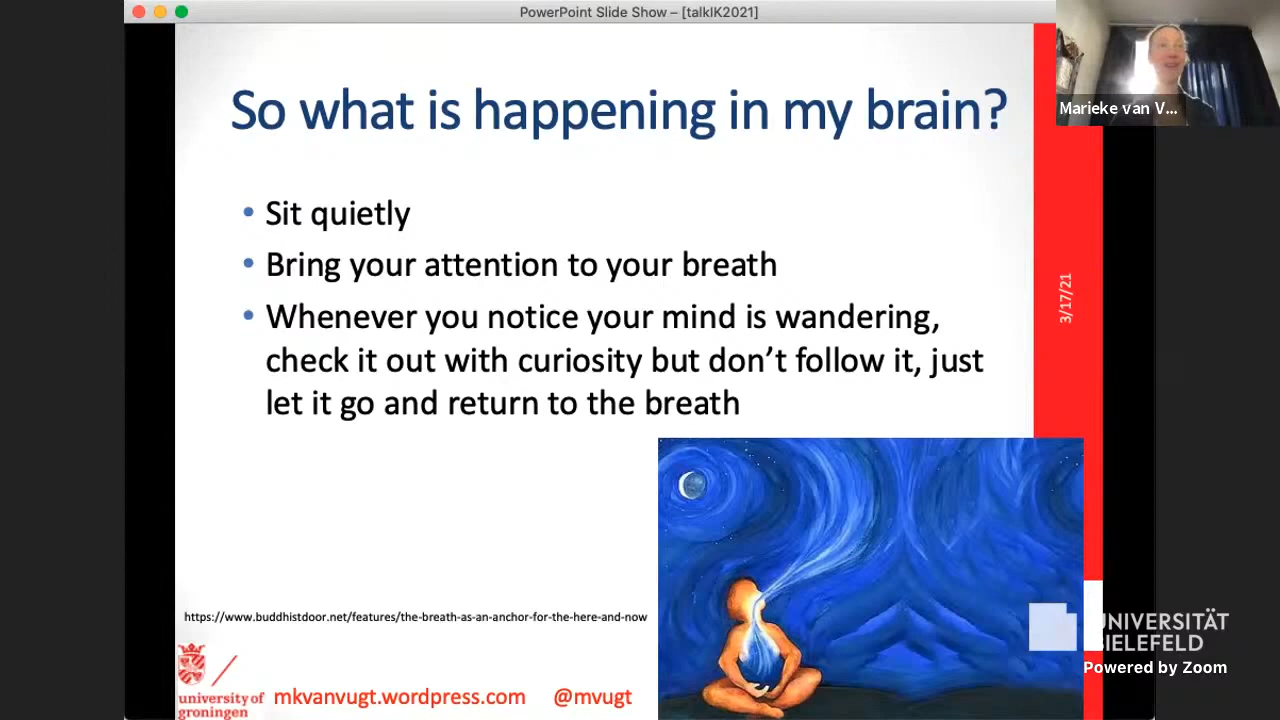 PowerPoint Slide Show – [talkIK2021]
Marieke van V...
So what is happening in my brain?
• Sit quietly
• Bring your attention to your breath
• Whenever you notice your mind is wandering,
check it out with curiosity but don’t follow it, just
let it go and return to the breath
3/17/21
https://www.buddhistdoor.net/features/the-breath-as-an-anchor-for-the-here-and-now
university of
groningen
mkvanvugt.wordpress.com @mvugt
UNIVERSITÄT
BIELEFELD
Powered by Zoom